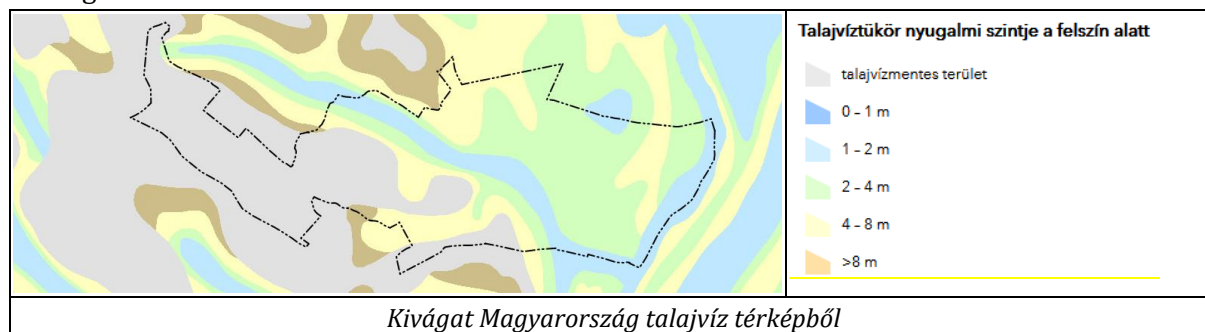 Talajvíztükör nyugalmi szintje a felszín alatt
talajvízmentes terület
0 – 1 m
1 – 2 m
2 – 4 m
4 – 8 m
>8 m
Kivágat Magyarország talajvíz térképből